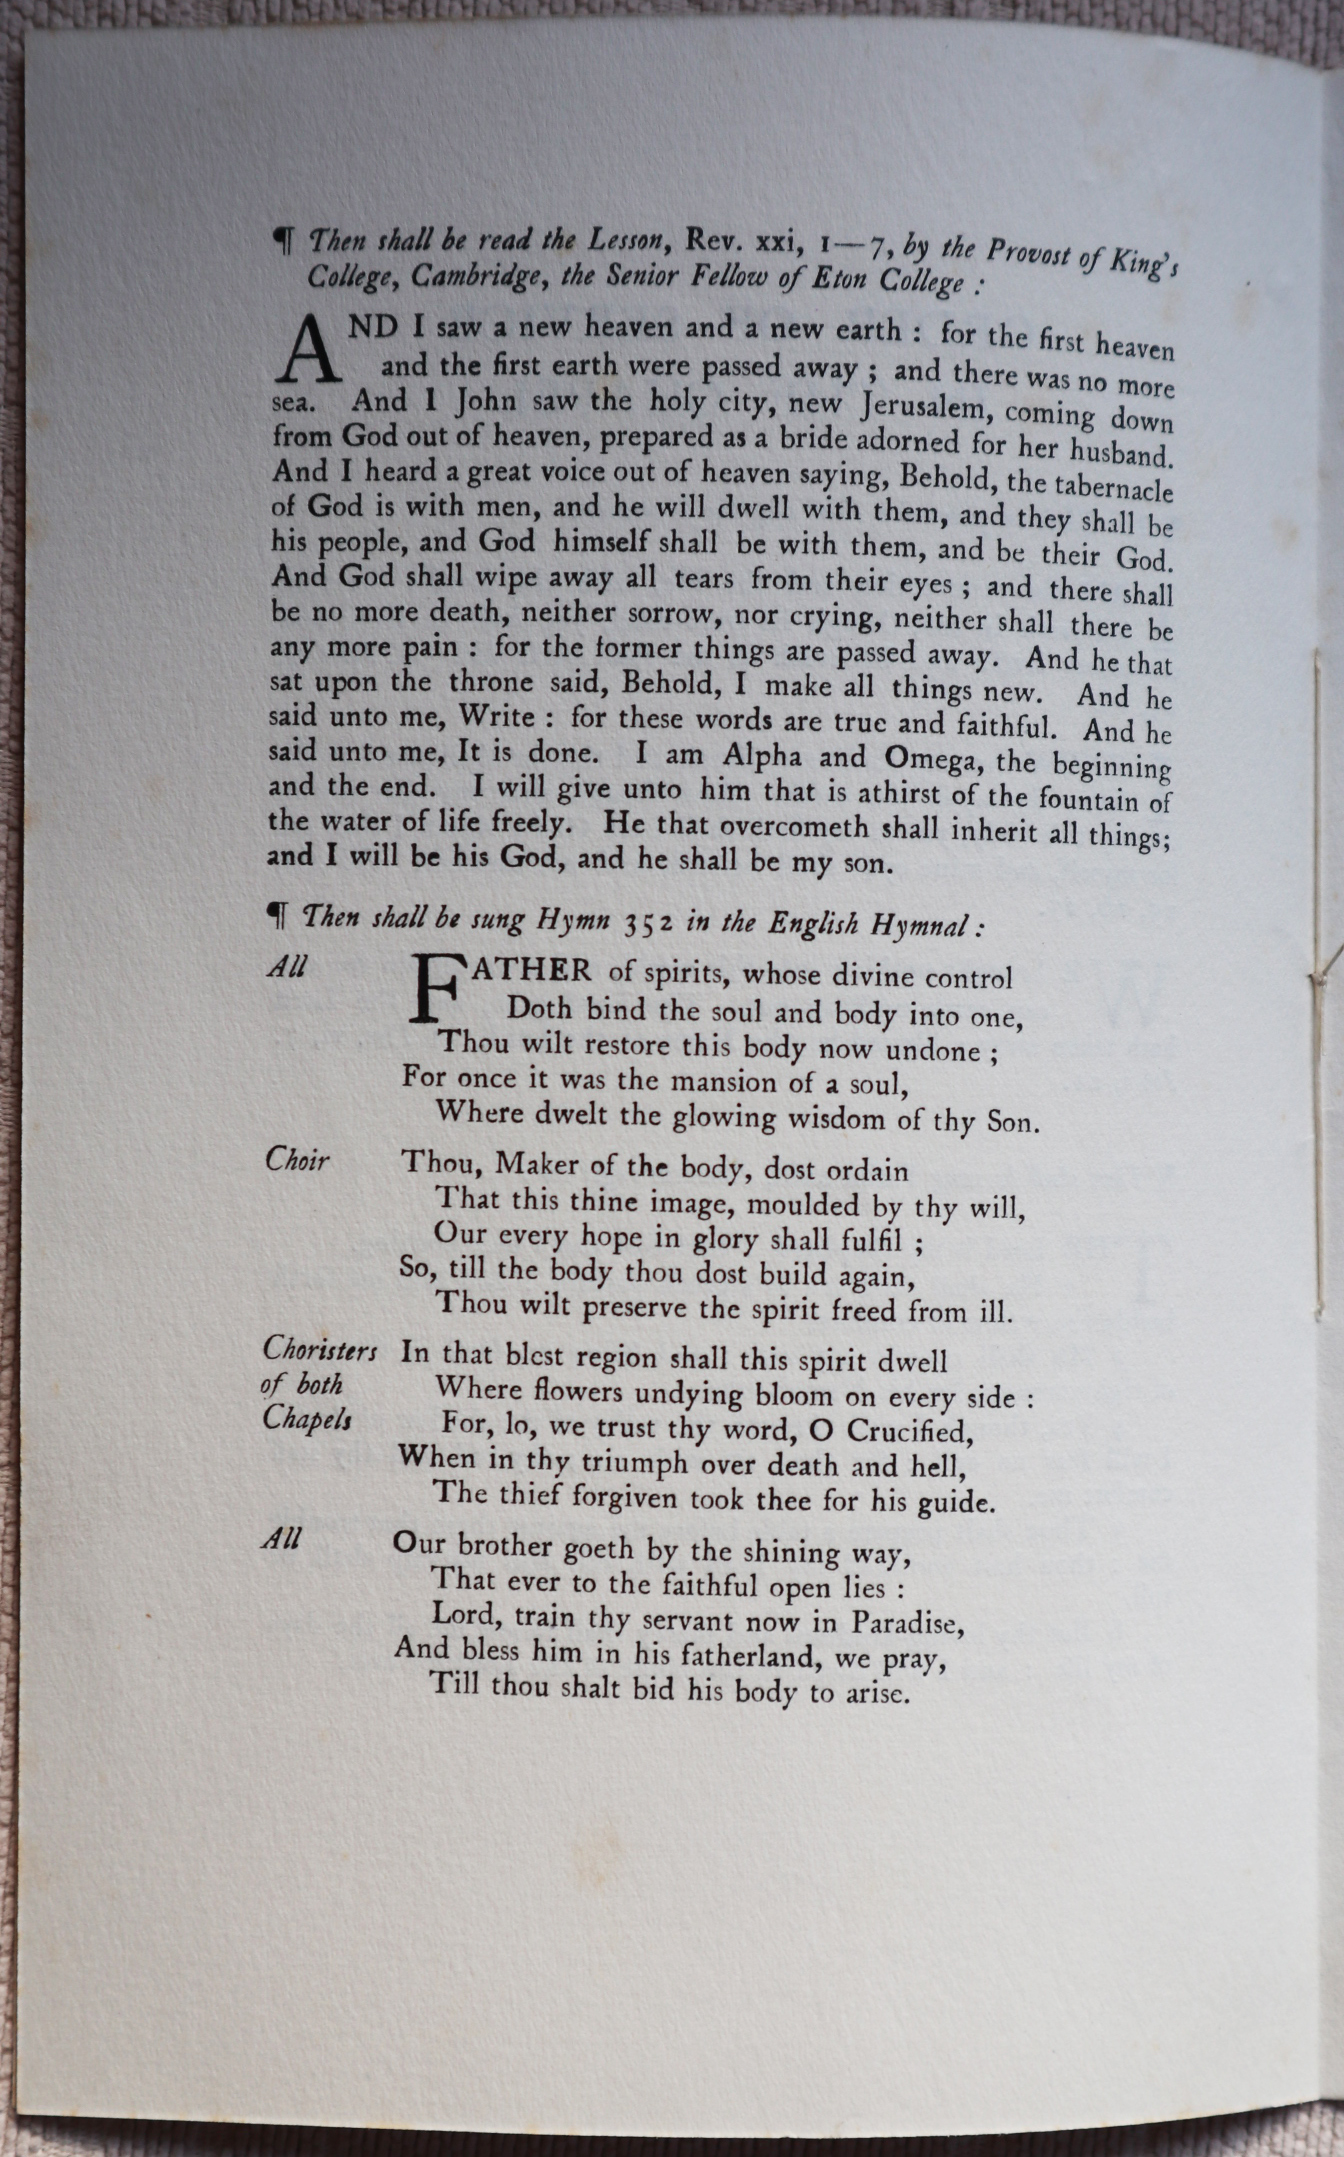 ¶ Then shall be read the Lesson, Rev. xxi, 1—7, by the Provost of King's
College, Cambridge, the Senior Fellow of Eton College :
AND I saw a new heaven and a new earth : for the first heaven
and the first earth were passed away ; and there was no more
sea. And I John saw the holy city, new Jerusalem, coming down
from God out of heaven, prepared as a bride adorned for her husband.
And I heard a great voice out of heaven saying, Behold, the tabernacle
of God is with men, and he will dwell with them, and they shall be
his people, and God himself shall be with them, and be their God.
And God shall wipe away all tears from their eyes ; and there shall
be no more death, neither sorrow, nor crying, neither shall there be
any more pain : for the former things are passed away. And he that
sat upon the throne said, Behold, I make all things new. And he
said unto me, Write : for these words are true and faithful. And he
said unto me, It is done. I am Alpha and Omega, the beginning
and the end. I will give unto him that is athirst of the fountain of
the water of life freely. He that overcometh shall inherit all things;
and I will be his God, and he shall be my son.
¶ Then shall be sung Hymn 352 in the English Hymnal :
All FATHER of spirits, whose divine control
Doth bind the soul and body into one,
Thou wilt restore this body now undone ;
For once it was the mansion of a soul,
Where dwelt the glowing wisdom of thy Son.
Choir Thou, Maker of the body, dost ordain
That this thine image, moulded by thy will,
Our every hope in glory shall fulfil ;
So, till the body thou dost build again,
Thou wilt preserve the spirit freed from ill.
Choristers In that blest region shall this spirit dwell
of both Where flowers undying bloom on every side :
Chapels For, lo, we trust thy word, O Crucified,
When in thy triumph over death and hell,
The thief forgiven took thee for his guide.
All Our brother goeth by the shining way,
That ever to the faithful open lies :
Lord, train thy servant now in Paradise,
And bless him in his fatherland, we pray,
Till thou shalt bid his body to arise.